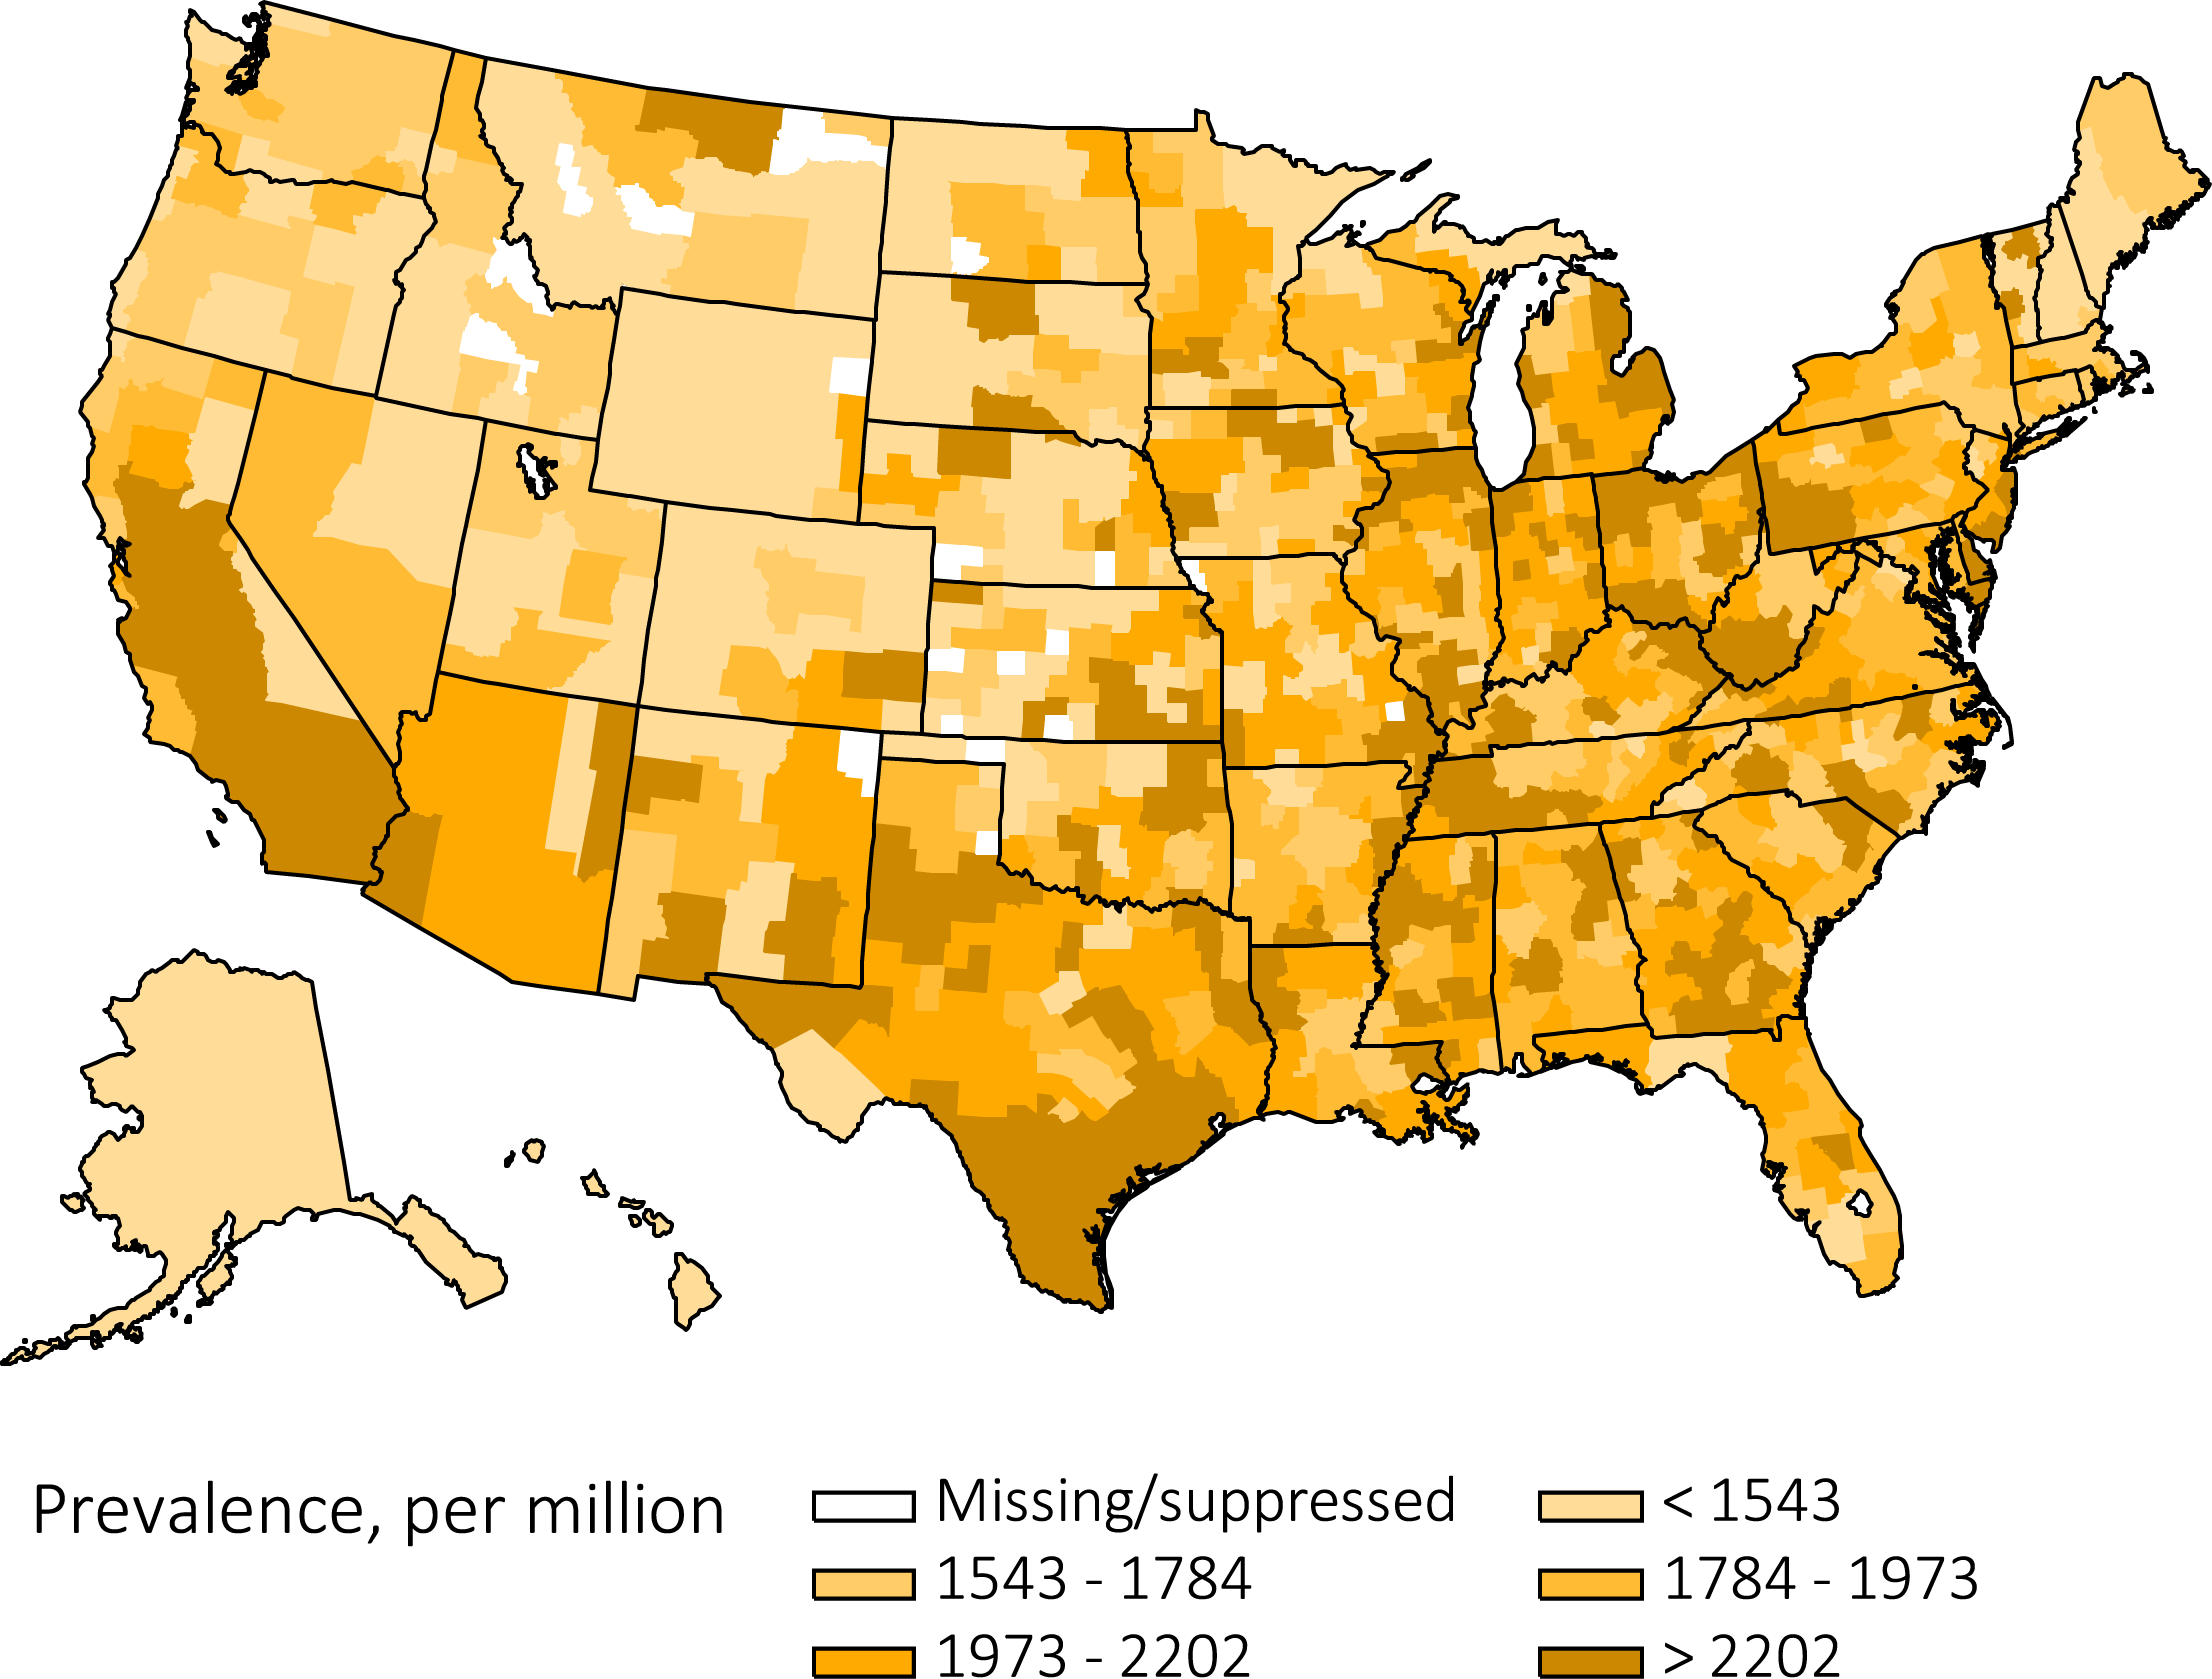 Prevalence, per million
Missing/suppressed
< 1543
1543 - 1784
1784 - 1973
1973 - 2202
> 2202